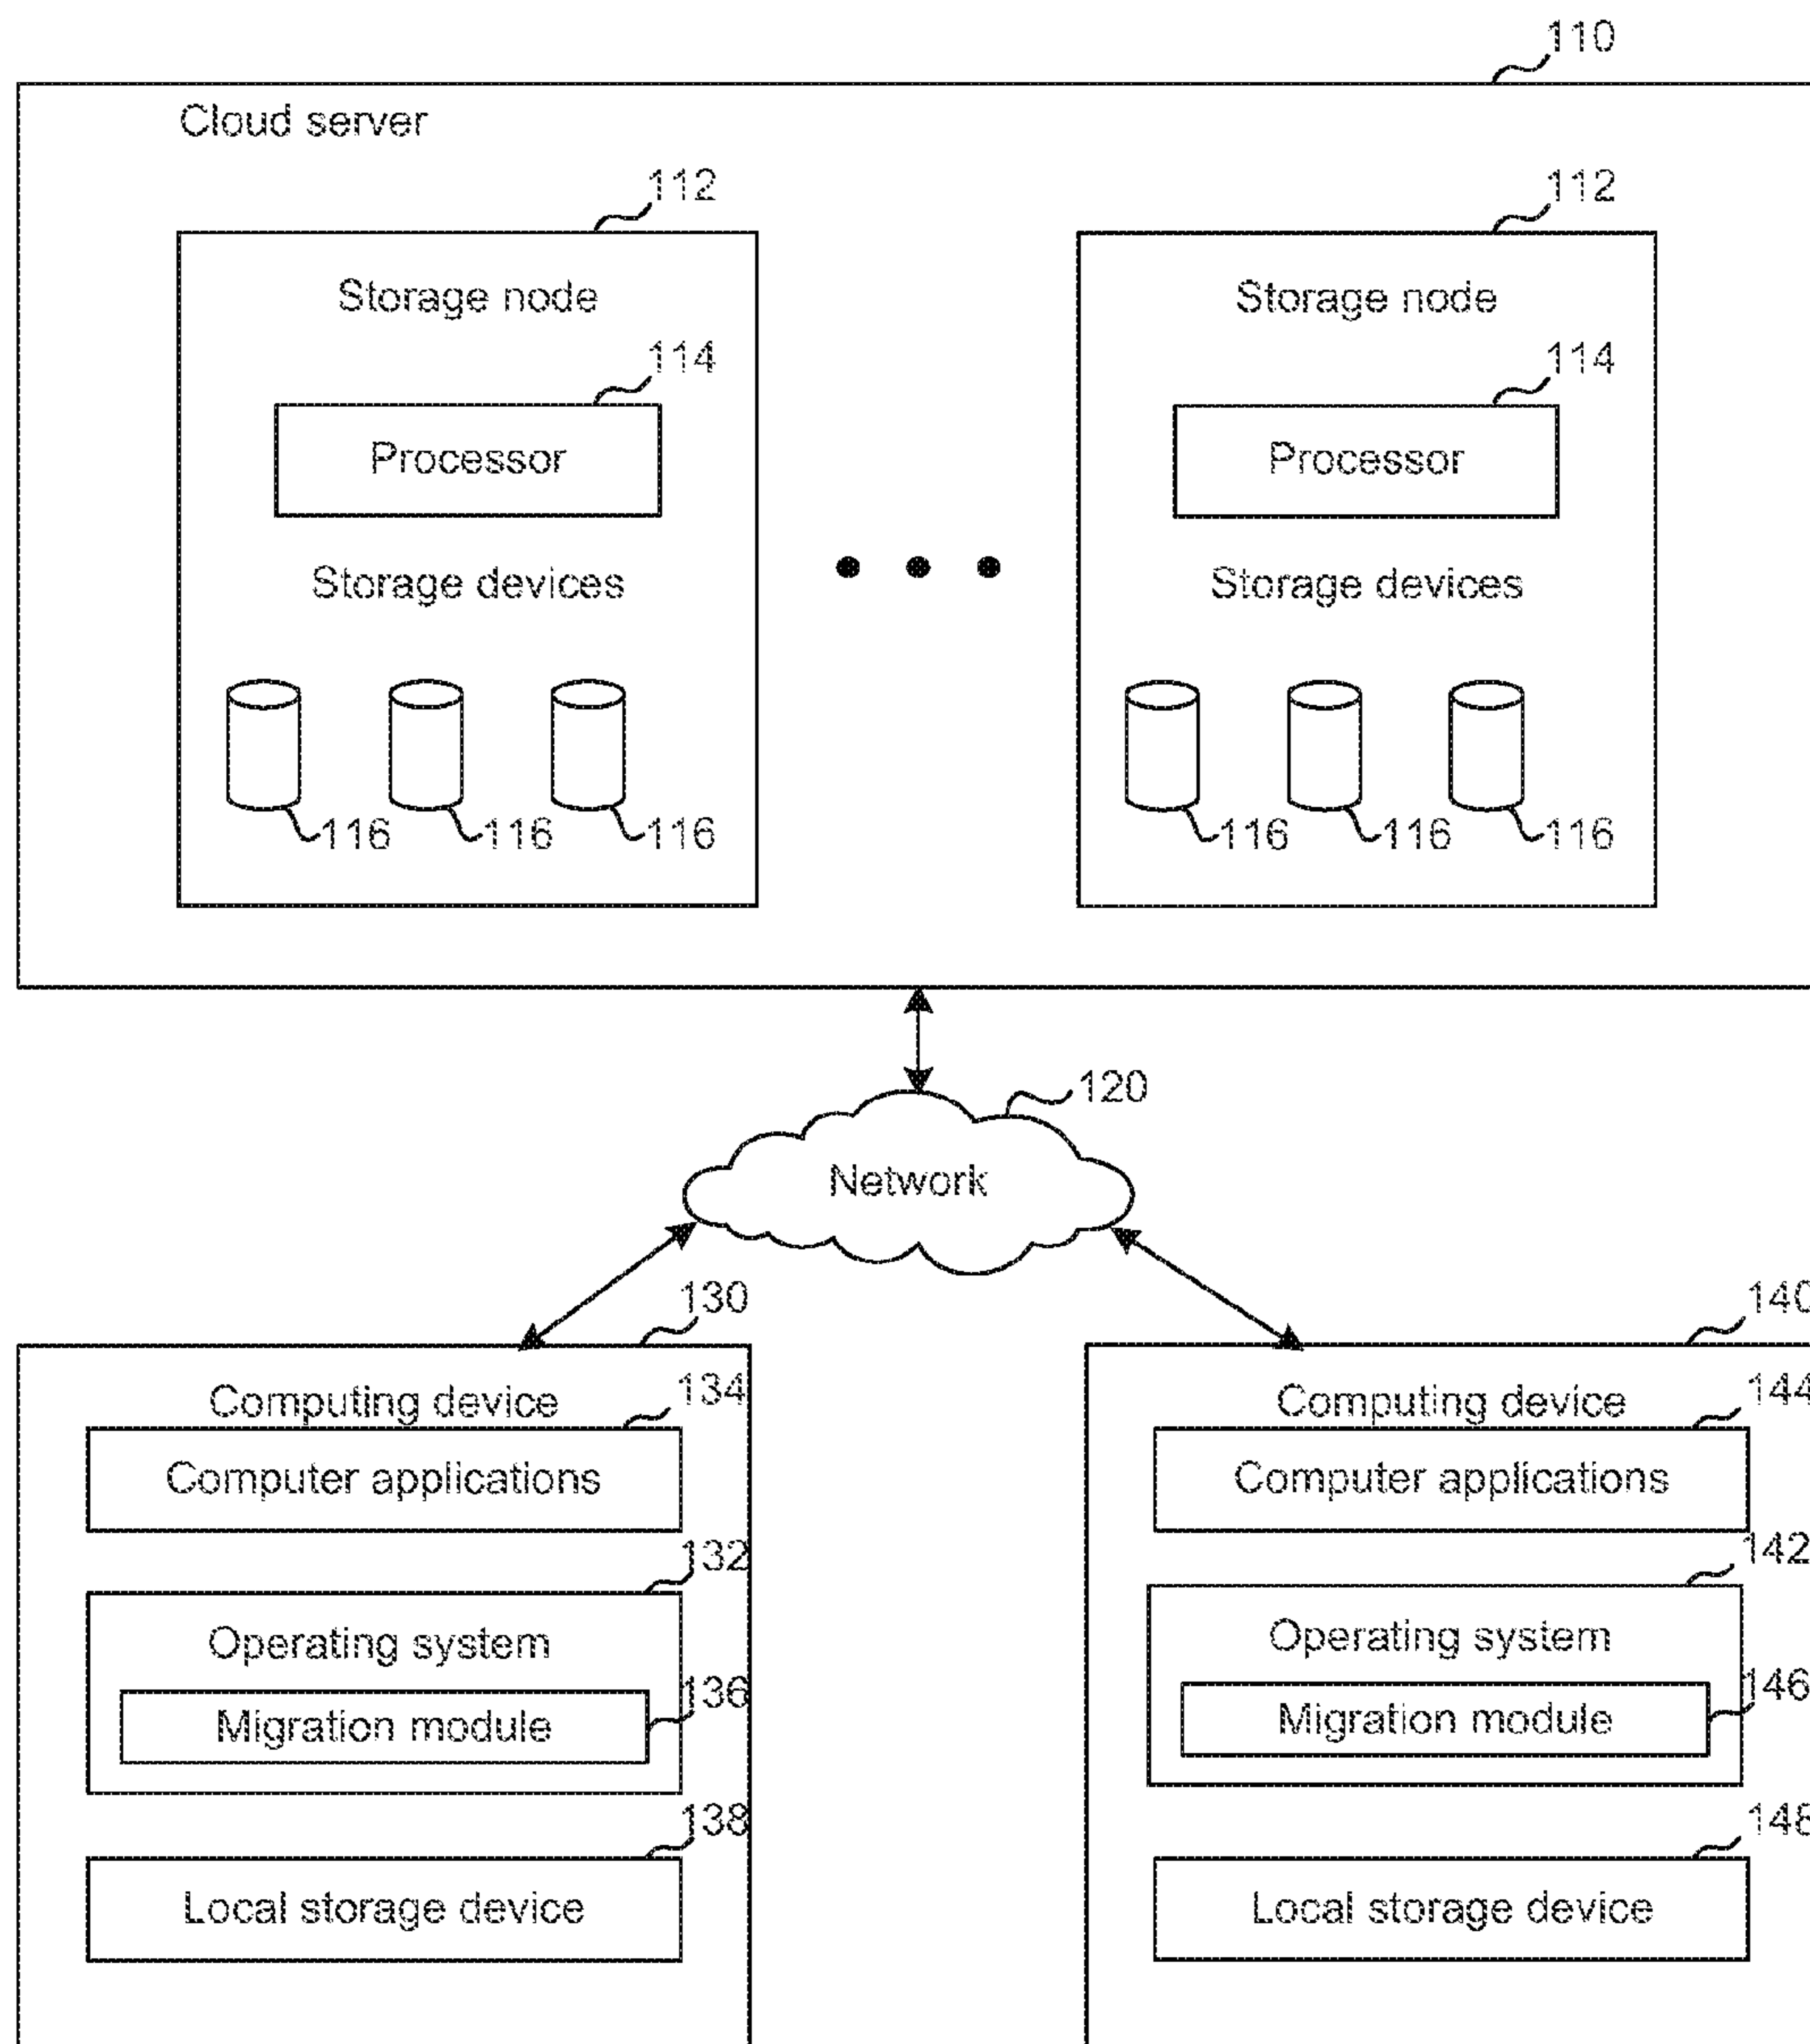 110
Cloud server
112 112
Storage node Storage node
114 114
Processor Processor
Storage devices Storage devices
116 116 116 116 116 116
120
Network
130 140
Computing device 134 Computing device 144
Computer applications Computer applications
132 142
Operating system Operating system
136 146
Migration module Migration module
138 148
Local storage device Local storage device